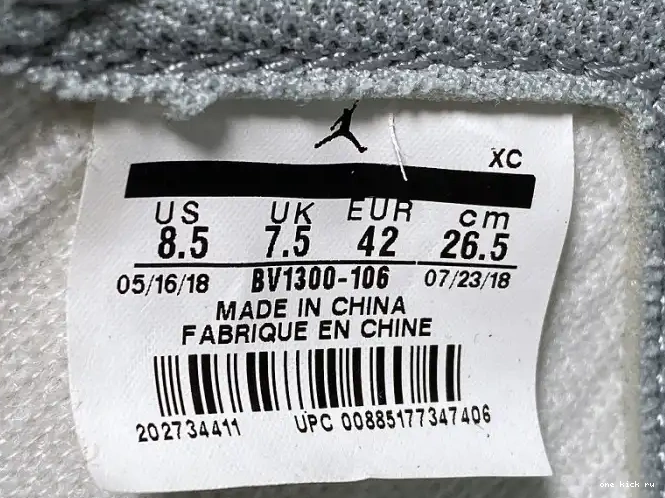 XC
US UK EUR cm
8.5 7.5 42 26.5
05/16/18 BV1300-106 07/23/18
MADE IN CHINA
FABRIQUE EN CHINE
202734411 UPC 00885177347406
one kick ru